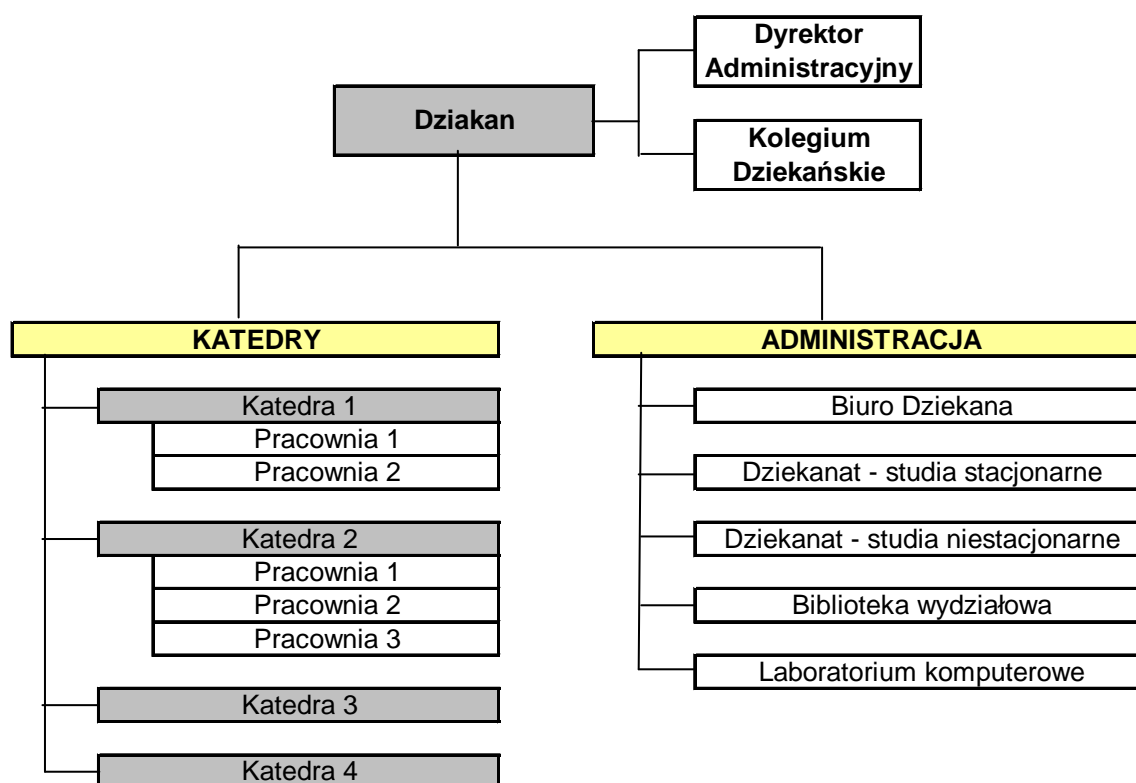 Dyrektor
Administracyjny
Dziakan
Kolegium
Dziekańskie
KATEDRY
Katedra 1
Pracownia 1
Pracownia 2
Katedra 2
Pracownia 1
Pracownia 2
Pracownia 3
Katedra 3
Katedra 4
ADMINISTRACJA
Biuro Dziekana
Dziekanat - studia stacjonarne
Dziekanat - studia niestacjonarne
Biblioteka wydziałowa
Laboratorium komputerowe